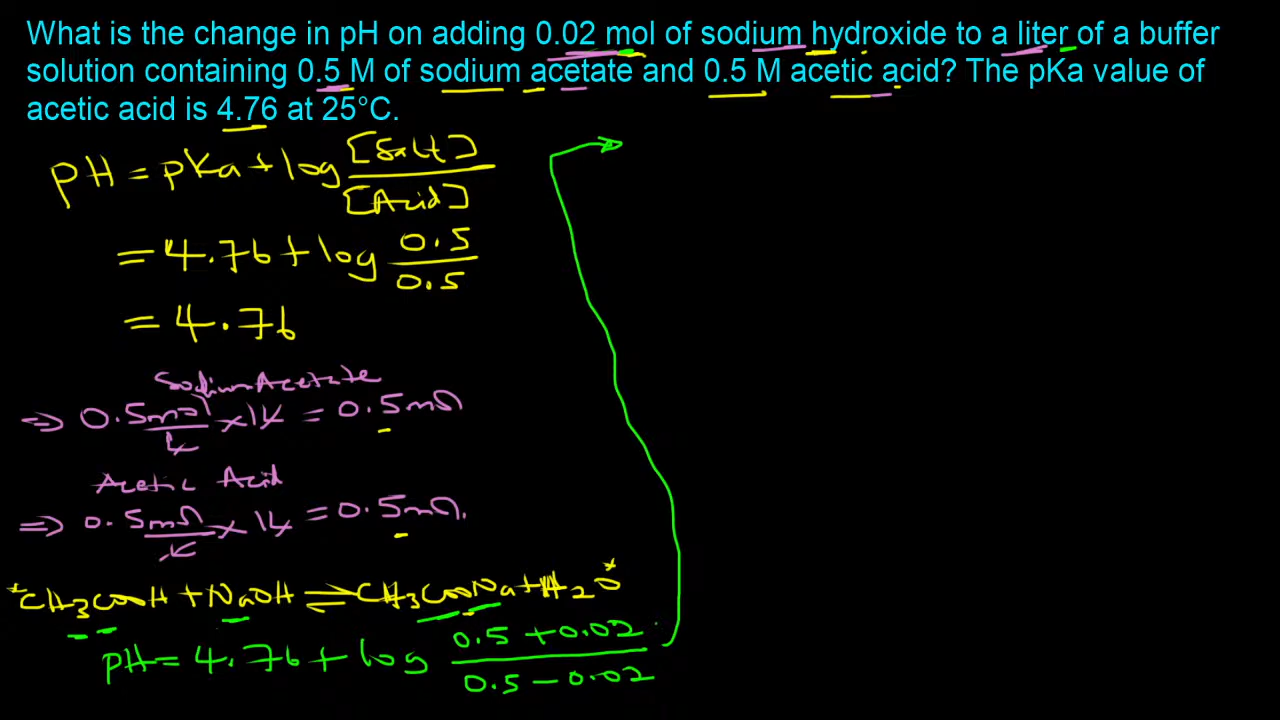 What is the change in pH on adding 0.02 mol of sodium hydroxide to a liter of a buffer
solution containing 0.5 M of sodium acetate and 0.5 M acetic acid? The pKa value of
acetic acid is 4.76 at 25°C.
pH = pKa + log [Salt] / [Acid]
= 4.76 + log 0.5 / 0.5
= 4.76
Sodium Acetate
⇒ 0.5 mol / L × 1L = 0.5 mol
Acetic Acid
⇒ 0.5 mol / L × 1L = 0.5 mol.
*CH3COOH + NaOH ⇌ CH3COONa + H2O*
pH = 4.76 + log 0.5 + 0.02 / 0.5 − 0.02